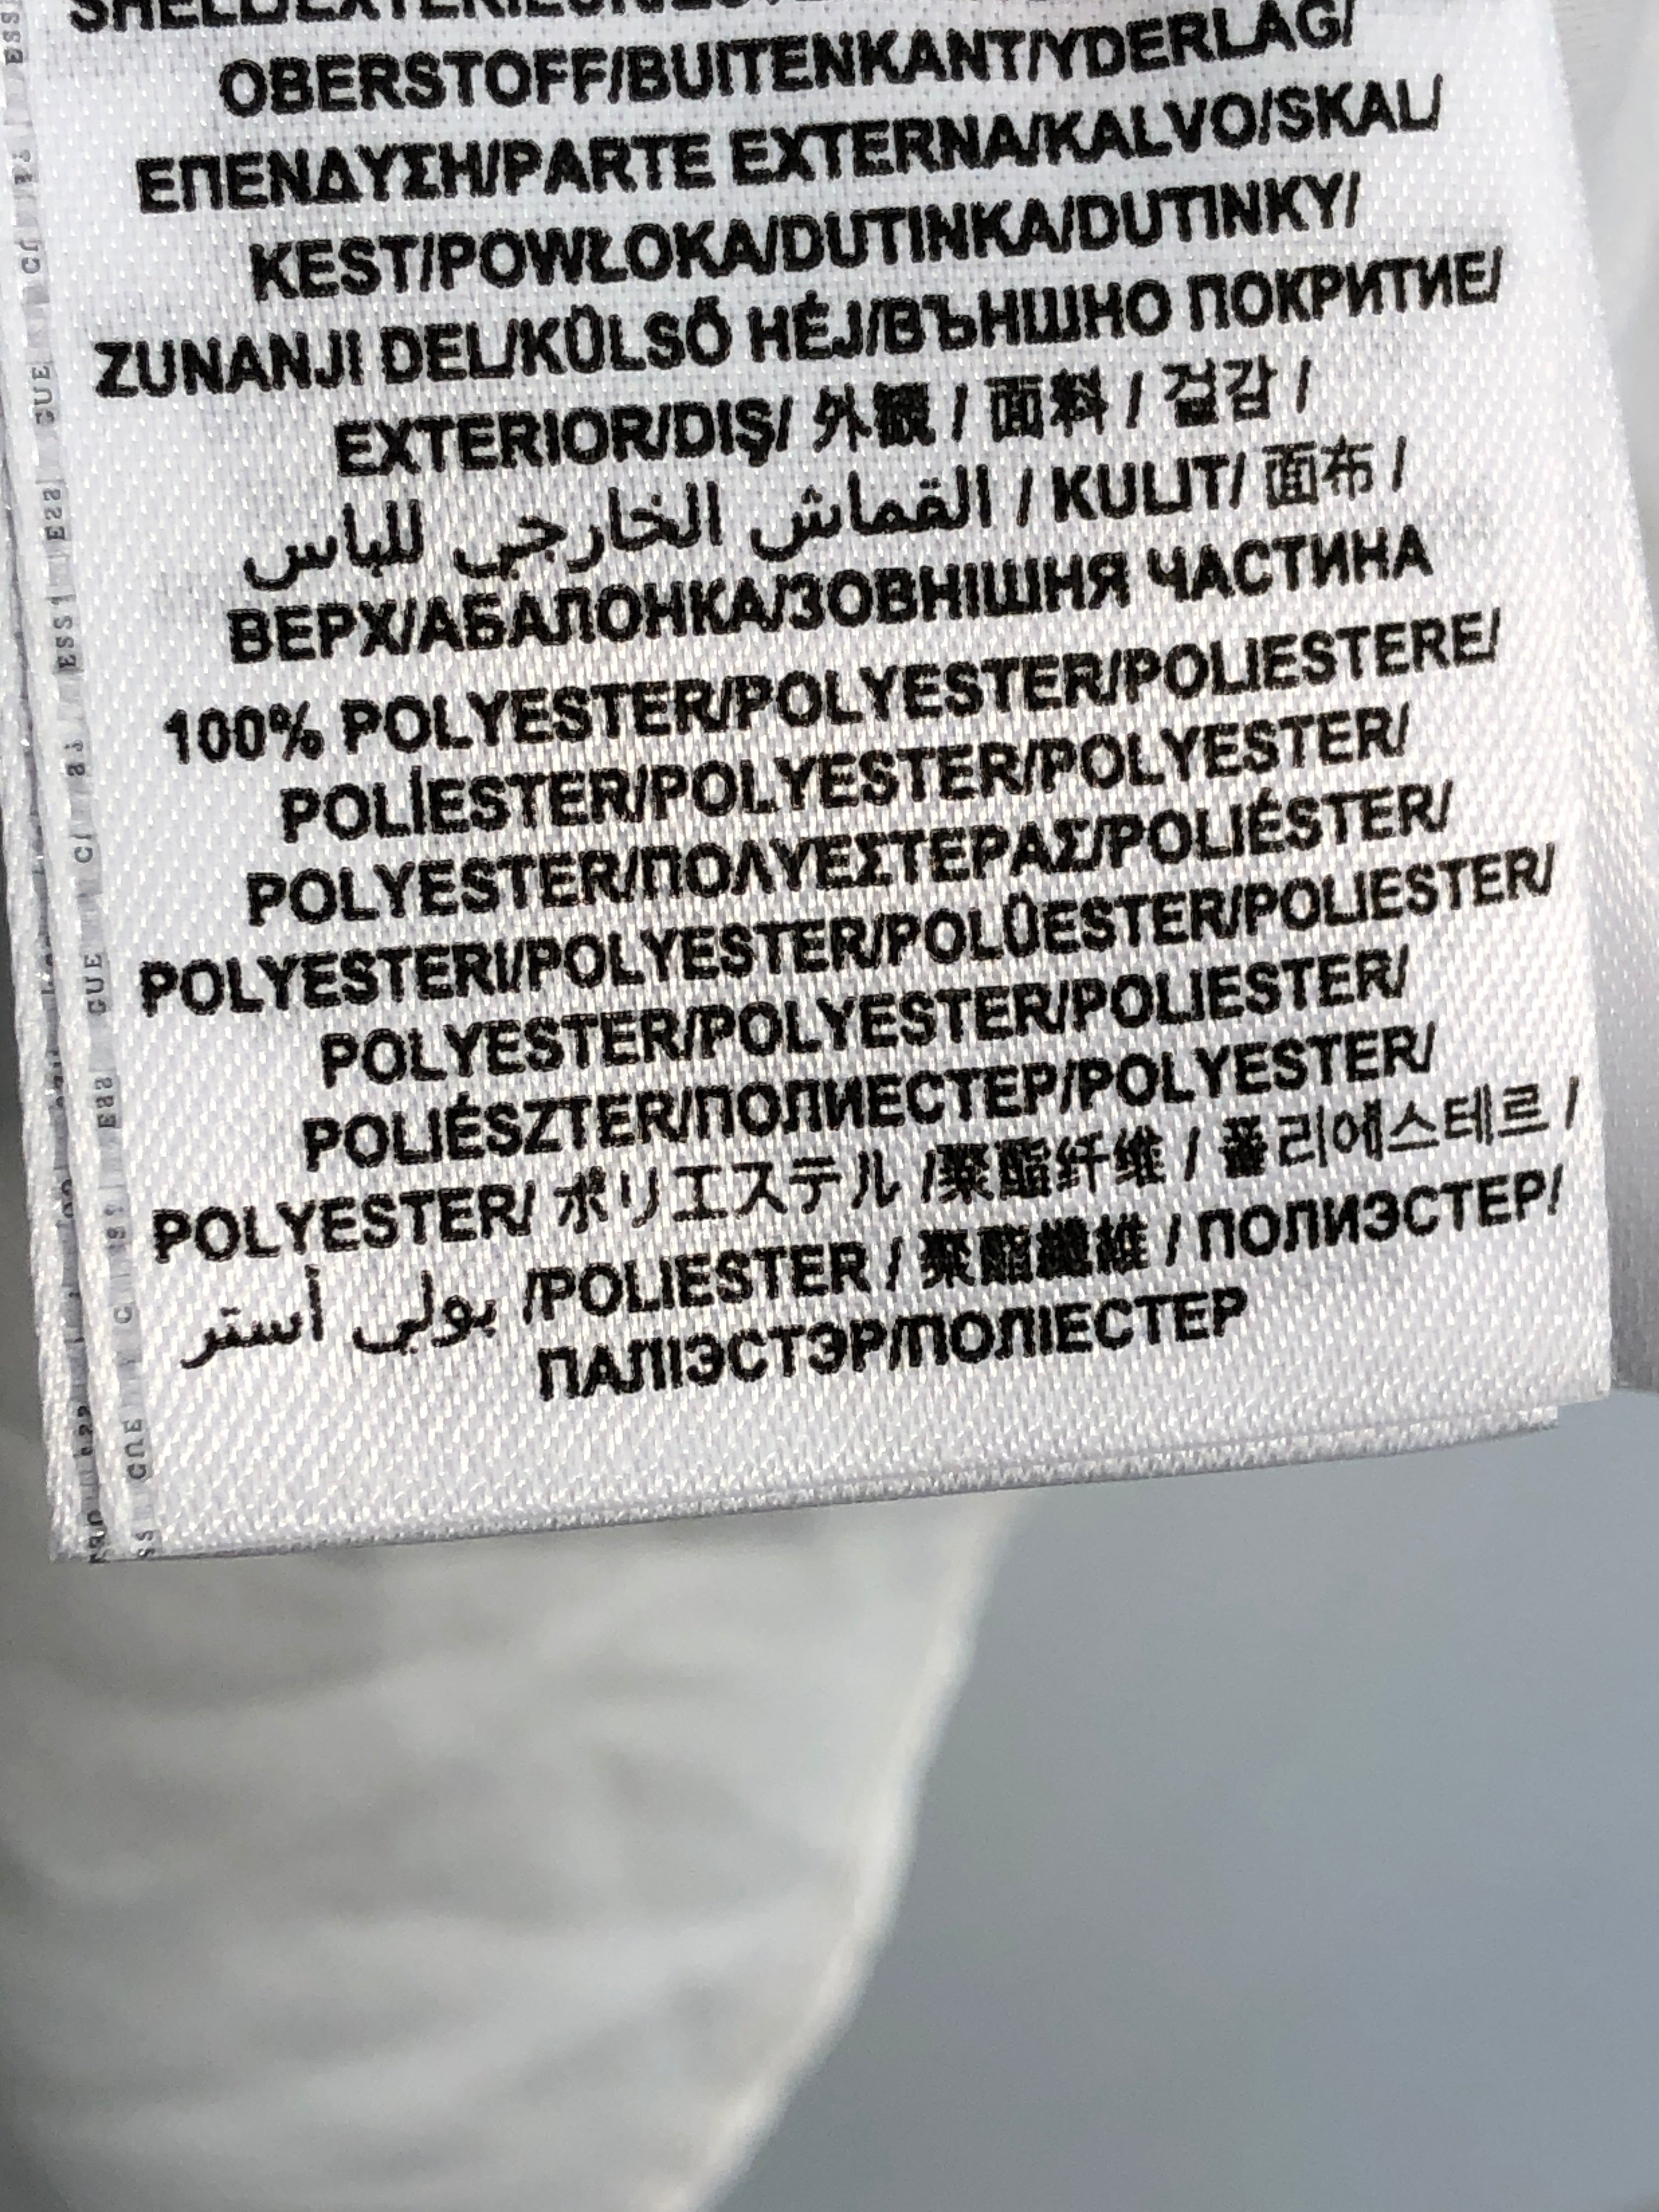 OBERSTOFF/BUITENKANT/YDERLAG/
ΕΠΕΝΔΥΣΗ/PARTE EXTERNA/KALVO/SKAL/
KEST/POWŁOKA/DUTINKA/DUTINKY/
ZUNANJI DEL/KÜLSŐ HÉJ/ВЪНШНО ПОКРИТИЕ/
EXTERIOR/DIŞ/ 外観 / 面料 / 겉감 /
القماش الخارجي للباس / KULIT/ 面布 /
ВЕРХ/АБАЛОНКА/ЗОВНІШНЯ ЧАСТИНА
100% POLYESTER/POLYESTER/POLIESTERE/
POLÍESTER/POLYESTER/POLYESTER/
POLYESTER/ΠΟΛΥΕΣΤΕΡΑΣ/POLIÉSTER/
POLYESTERI/POLYESTER/POLÜESTER/POLIESTER/
POLYESTER/POLYESTER/POLIESTER/
POLIÉSZTER/ПОЛИЕСТЕР/POLYESTER/
POLYESTER/ ポリエステル /聚酯纤维 / 폴리에스테르 /
بولي أستر /POLIESTER / 聚酯纖維 / ПОЛИЭСТЕР/
ПАЛІЭСТЭР/ПОЛІЕСТЕР